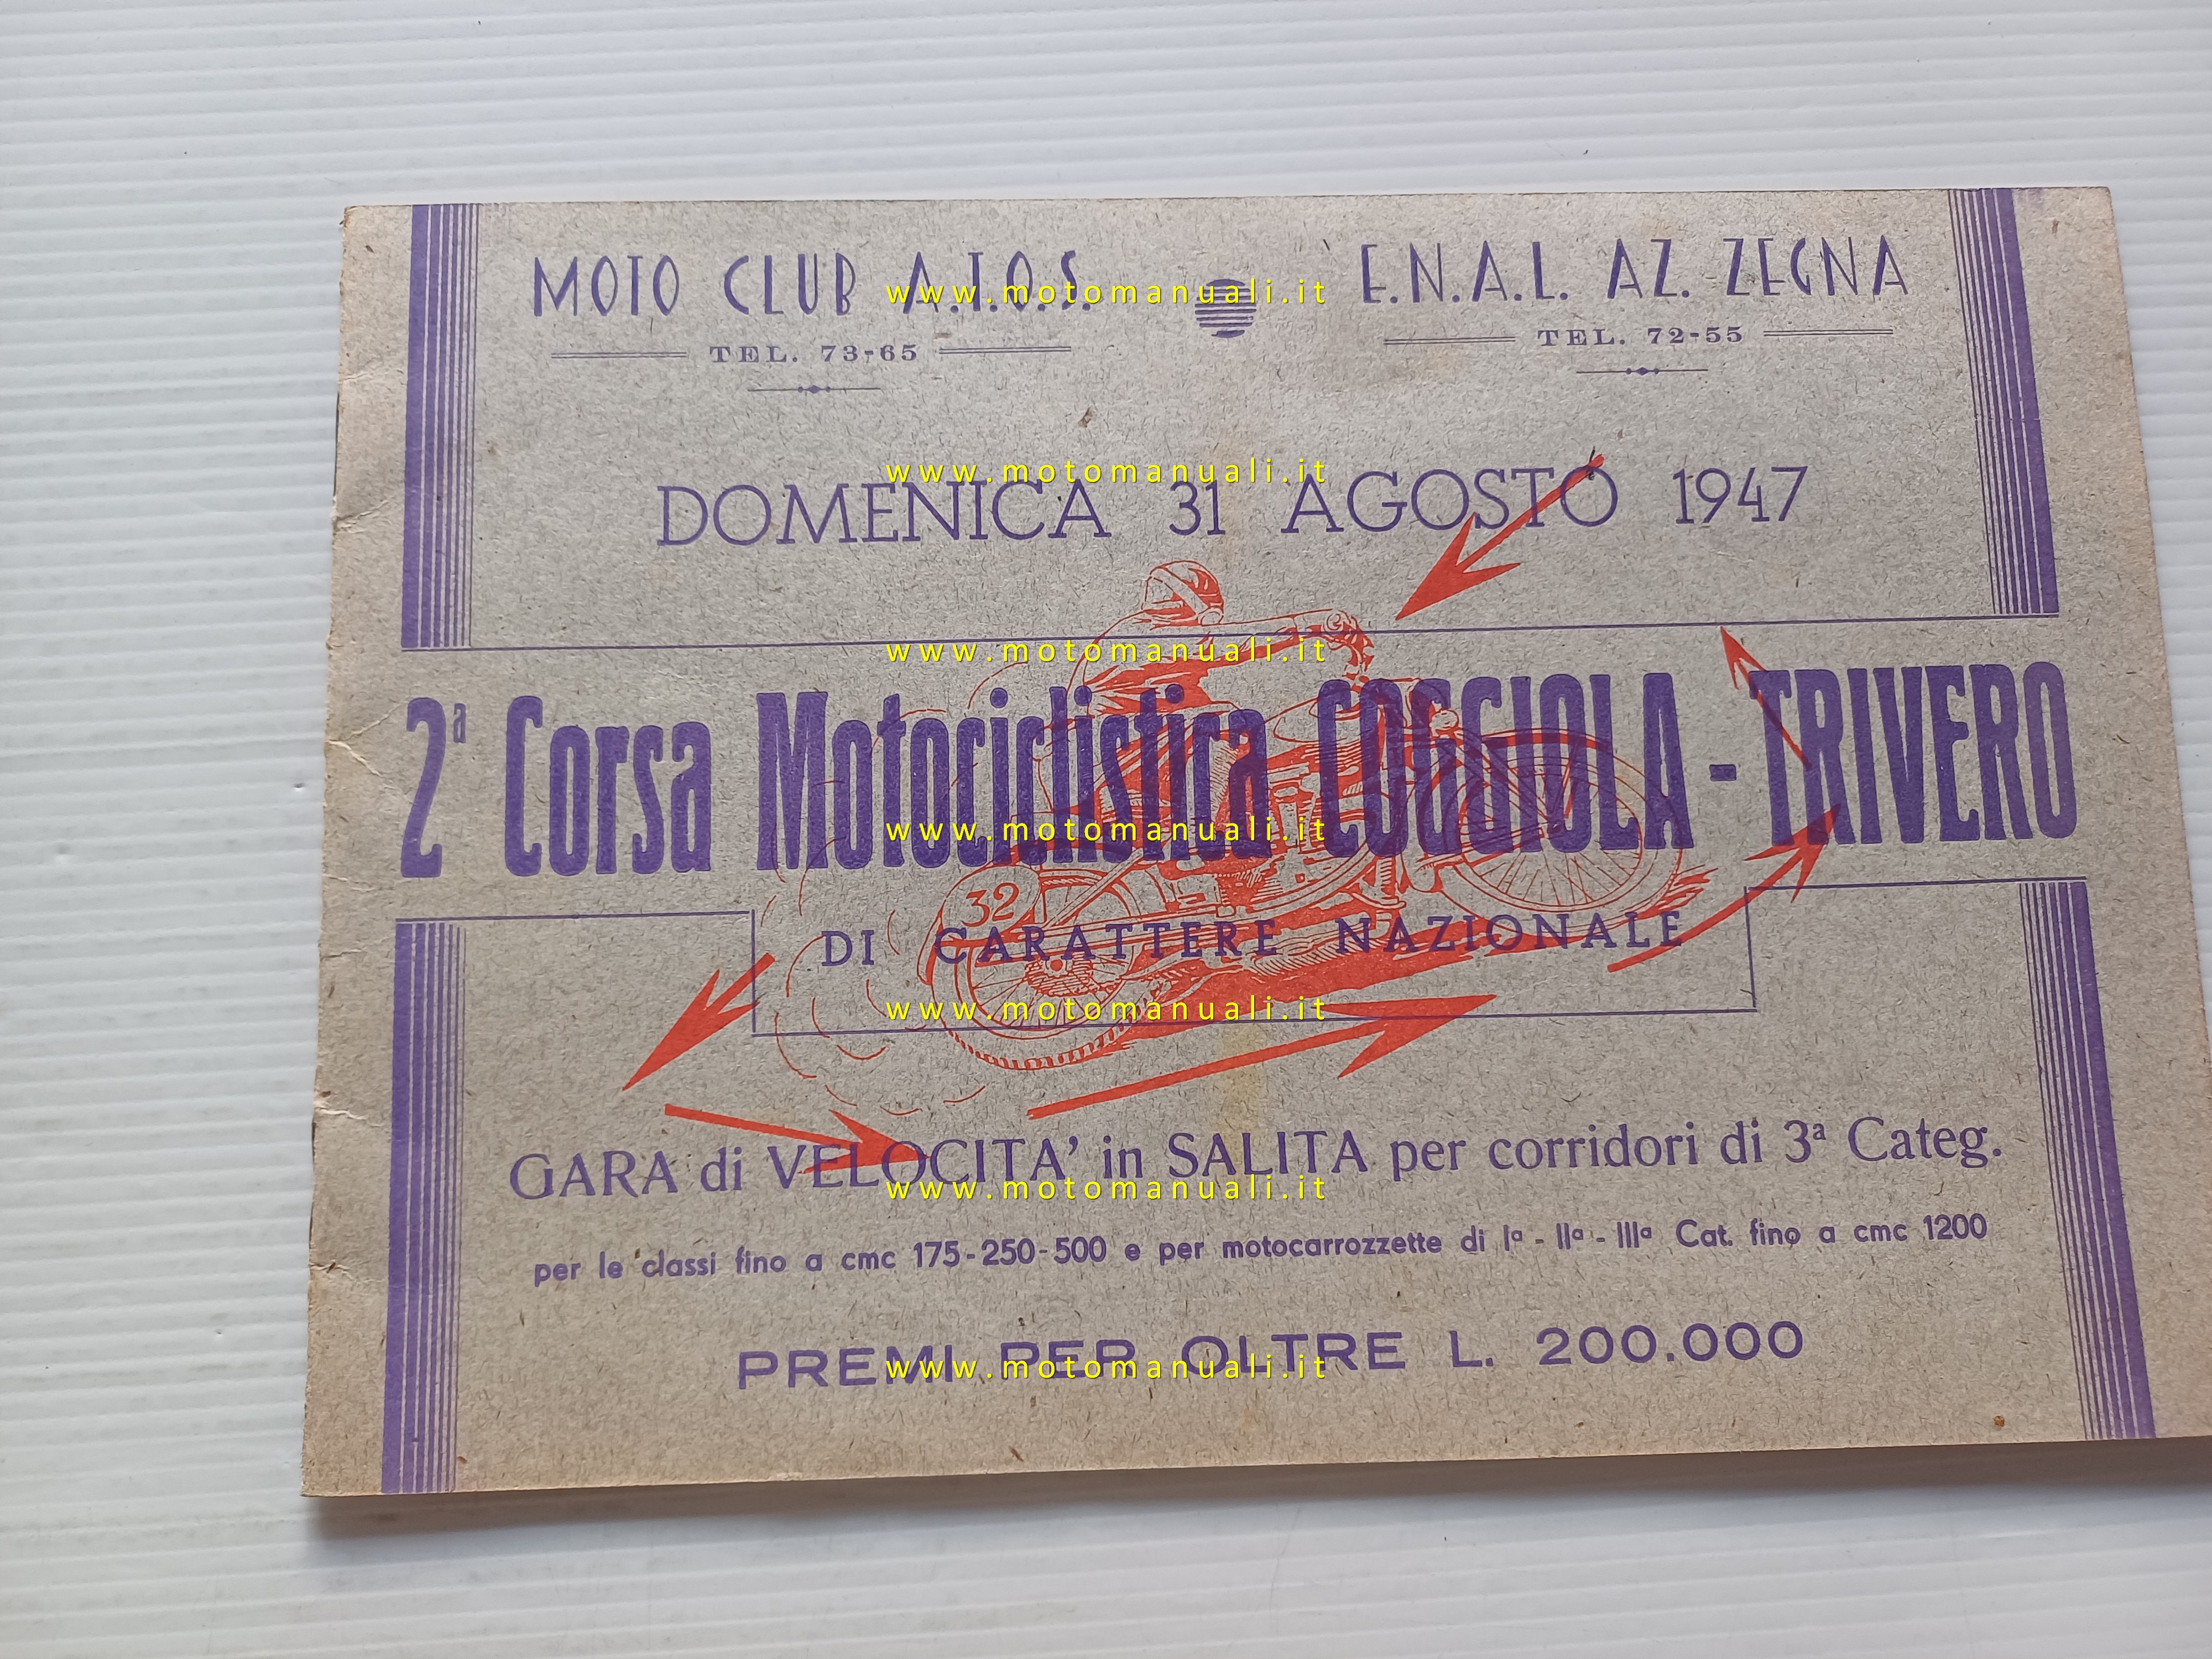 MOTO CLUB A.T.O.S.
TEL. 73-65
E.N.A.L. AZ. ZEGNA
TEL. 72-55
www.motomanuali.it
www.motomanuali.it
DOMENICA 31 AGOSTO 1947
www.motomanuali.it
2ª Corsa Motociclistica COGGIOLA - TRIVERO
www.motomanuali.it
32
DI CARATTERE NAZIONALE
www.motomanuali.it
GARA di VELOCITA' in SALITA per corridori di 3ª Categ.
www.motomanuali.it
per le classi fino a cmc 175-250-500 e per motocarrozzette di Iª - IIª - IIIª Cat. fino a cmc 1200
PREMI PER OLTRE L. 200.000
www.motomanuali.it